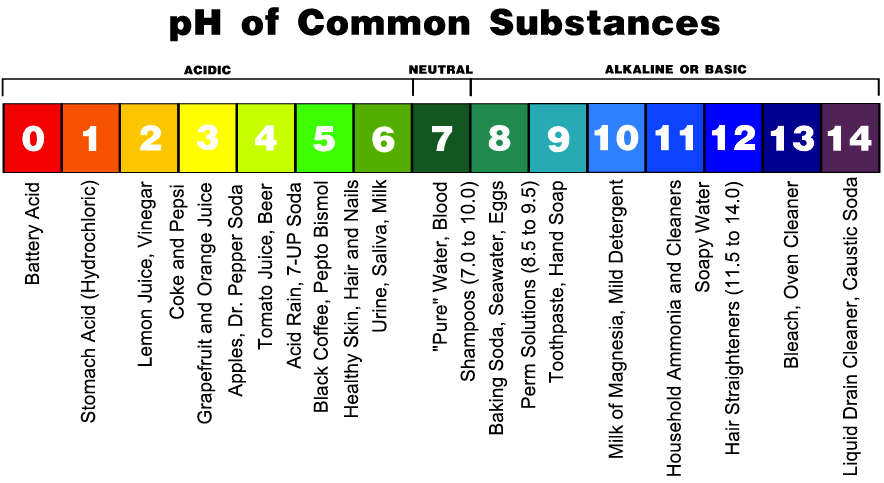 pH of Common Substances
ACIDIC
NEUTRAL
ALKALINE OR BASIC
0
1
2
3
4
5
6
7
8
9
10
11
12
13
14
Battery Acid
Stomach Acid (Hydrochloric)
Lemon Juice, Vinegar
Coke and Pepsi
Grapefruit and Orange Juice
Apples, Dr. Pepper Soda
Tomato Juice, Beer
Acid Rain, 7-UP Soda
Black Coffee, Pepto Bismol
Healthy Skin, Hair and Nails
Urine, Saliva, Milk
"Pure" Water, Blood
Shampoos (7.0 to 10.0)
Baking Soda, Seawater, Eggs
Perm Solutions (8.5 to 9.5)
Toothpaste, Hand Soap
Milk of Magnesia, Mild Detergent
Household Ammonia and Cleaners
Soapy Water
Hair Straighteners (11.5 to 14.0)
Bleach, Oven Cleaner
Liquid Drain Cleaner, Caustic Soda